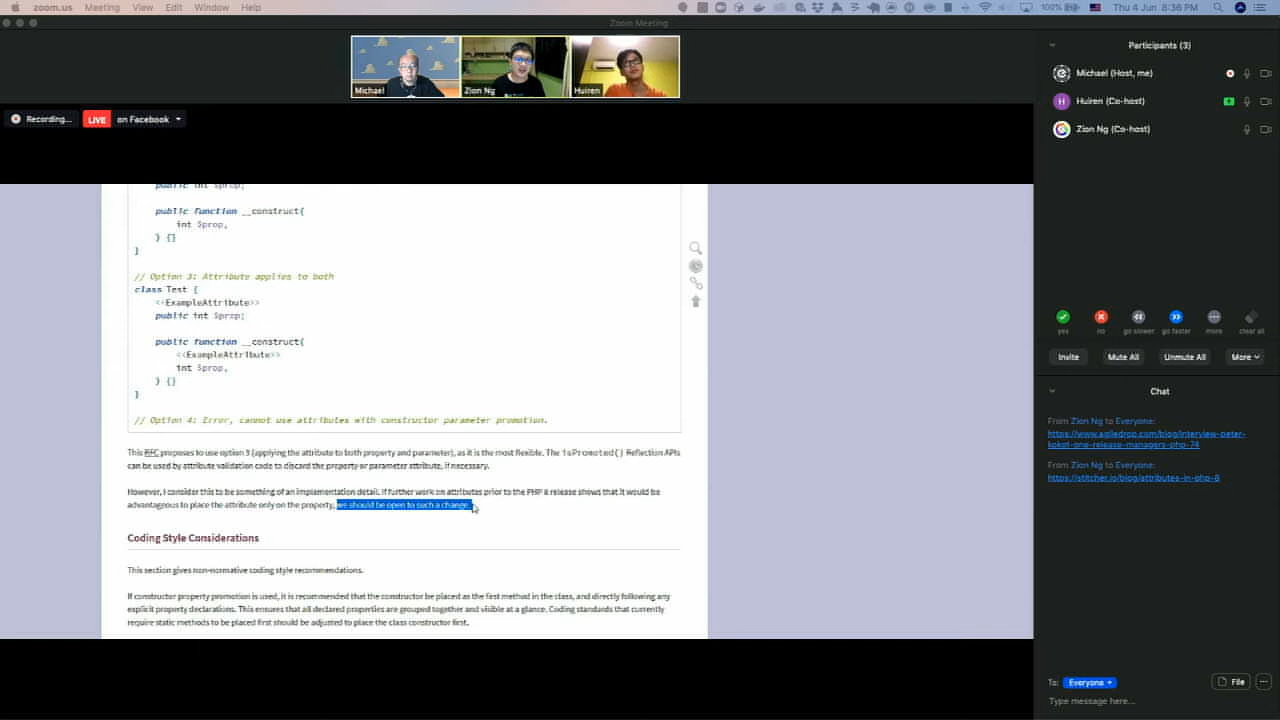 zoom.us Meeting View Edit Window Help
100% Thu 4 Jun 8:36 PM
Zoom Meeting
Michael
Zion Ng
Huiren
Recording...
LIVE on Facebook
public int $prop;
public function __construct{
int $prop,
} {}
}
// Option 3: Attribute applies to both
class Test {
<<ExampleAttribute>>
public int $prop;
public function __construct{
<<ExampleAttribute>>
int $prop,
} {}
}
// Option 4: Error, cannot use attributes with constructor parameter promotion.
This RFC proposes to use option 3 (applying the attribute to both property and parameter), as it is the most flexible. The isPromoted() Reflection APIs
can be used by attribute validation code to discard the property or parameter attribute, if necessary.
However, I consider this to be something of an implementation detail. If further work on attributes prior to the PHP 8 release shows that it would be
advantageous to place the attribute only on the property, we should be open to such a change.
Coding Style Considerations
This section gives non-normative coding style recommendations.
If constructor property promotion is used, it is recommended that the constructor be placed as the first method in the class, and directly following any
explicit property declarations. This ensures that all declared properties are grouped together and visible at a glance. Coding standards that currently
require static methods to be placed first should be adjusted to place the class constructor first.
Participants (3)
Michael (Host, me)
H Huiren (Co-host)
Zion Ng (Co-host)
yes no go slower go faster more clear all
Invite Mute All Unmute All More
Chat
From Zion Ng to Everyone:
https://www.agiledrop.com/blog/interview-peter-
kokot-one-release-managers-php-74
From Zion Ng to Everyone:
https://stitcher.io/blog/attributes-in-php-8
To: Everyone File
Type message here...